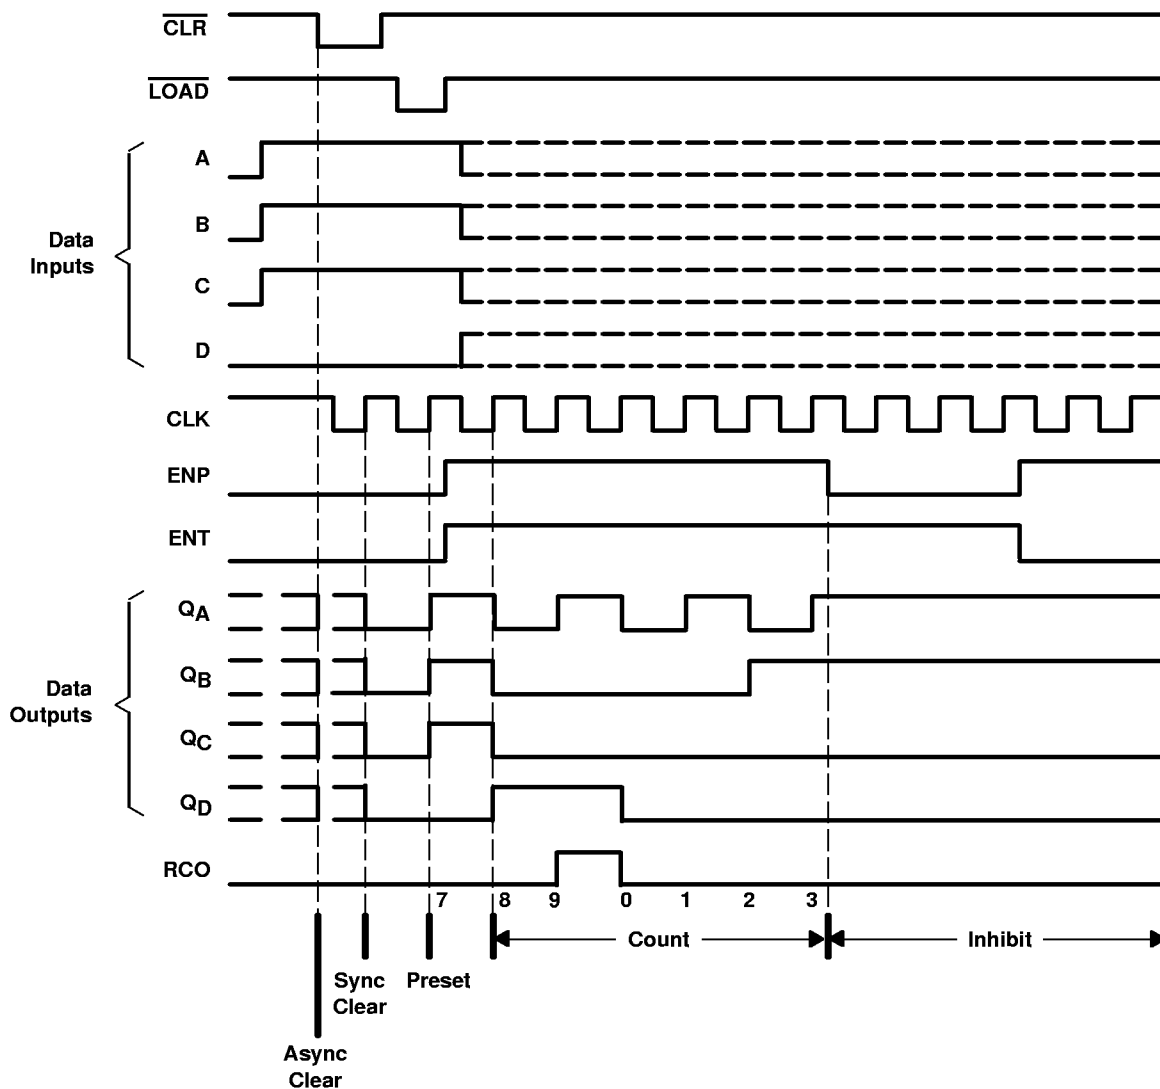 CLR
LOAD
A
B
Data
Inputs
C
D
CLK
ENP
ENT
QA
QB
Data
Outputs
QC
QD
RCO
7 8 9 0 1 2 3
Count Inhibit
Sync
Clear
Preset
Async
Clear